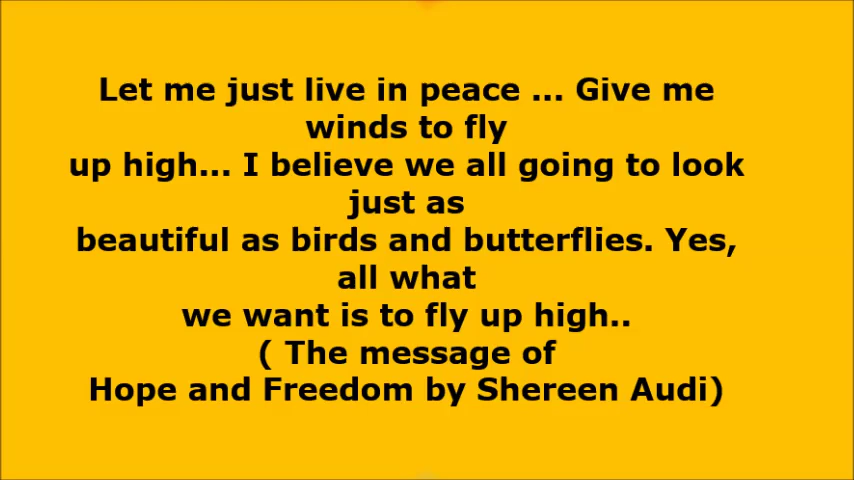 Let me just live in peace ... Give me
winds to fly
up high... I believe we all going to look
just as
beautiful as birds and butterflies. Yes,
all what
we want is to fly up high..
( The message of
Hope and Freedom by Shereen Audi)